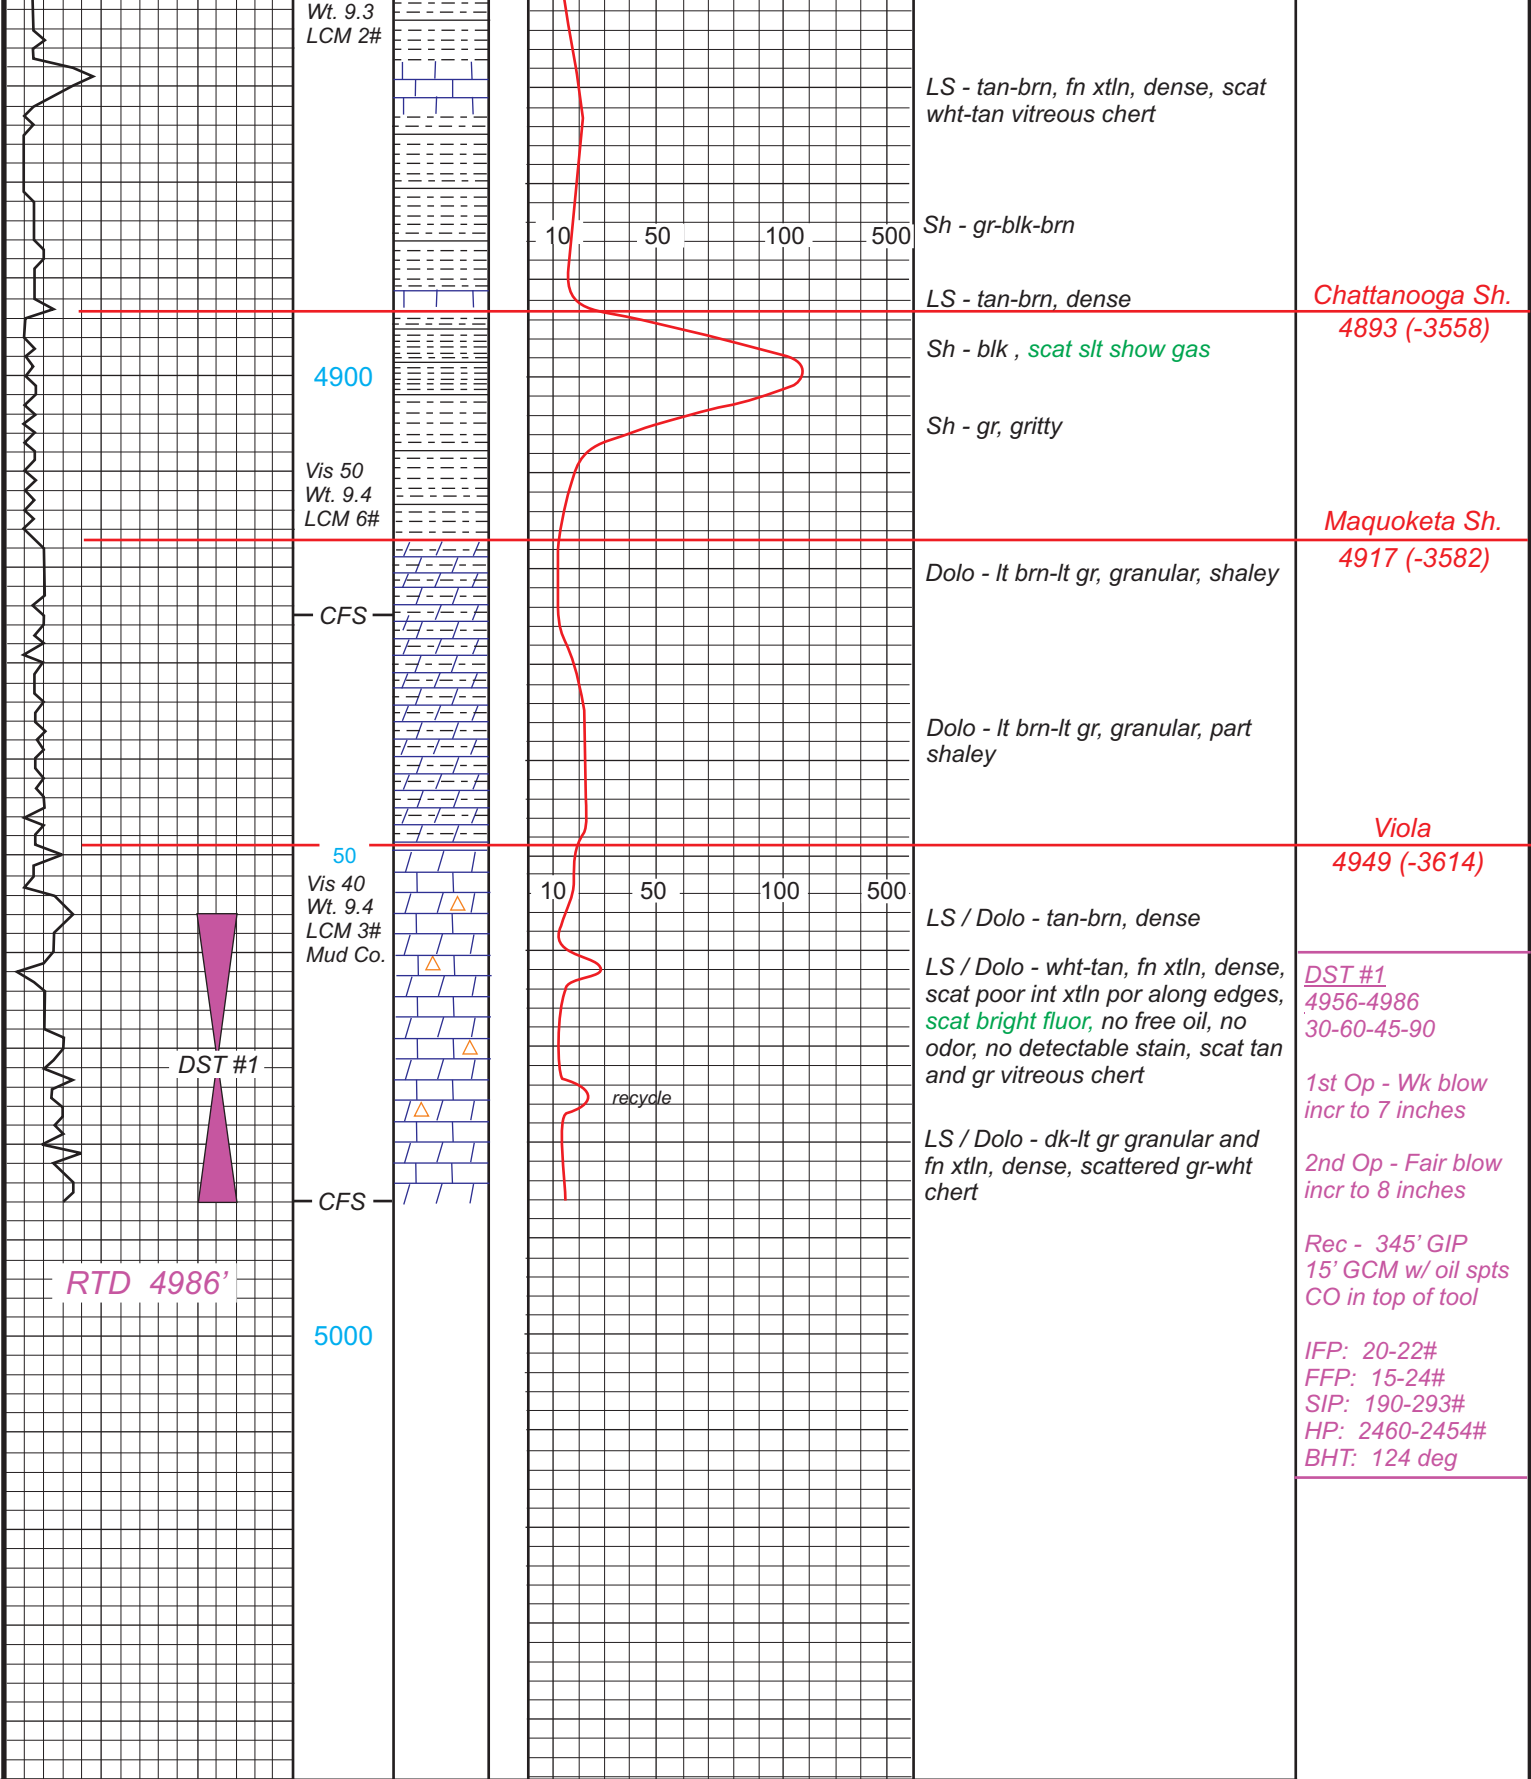 Wt. 9.3
LCM 2#
LS - tan-brn, fn xtln, dense, scat
wht-tan vitreous chert
Sh - gr-blk-brn
10 50 100 500
LS - tan-brn, dense
Chattanooga Sh.
4893 (-3558)
Sh - blk , scat slt show gas
4900
Sh - gr, gritty
Vis 50
Wt. 9.4
LCM 6#
Maquoketa Sh.
4917 (-3582)
Dolo - lt brn-lt gr, granular, shaley
CFS
Dolo - lt brn-lt gr, granular, part
shaley
Viola
4949 (-3614)
50
Vis 40
Wt. 9.4
LCM 3#
Mud Co.
10 50 100 500
LS / Dolo - tan-brn, dense
LS / Dolo - wht-tan, fn xtln, dense,
scat poor int xtln por along edges,
scat bright fluor, no free oil, no
odor, no detectable stain, scat tan
and gr vitreous chert
DST #1
recycle
LS / Dolo - dk-lt gr granular and
fn xtln, dense, scattered gr-wht
chert
CFS
RTD 4986'
5000
DST #1
4956-4986
30-60-45-90
1st Op - Wk blow
incr to 7 inches
2nd Op - Fair blow
incr to 8 inches
Rec - 345' GIP
15' GCM w/ oil spts
CO in top of tool
IFP: 20-22#
FFP: 15-24#
SIP: 190-293#
HP: 2460-2454#
BHT: 124 deg